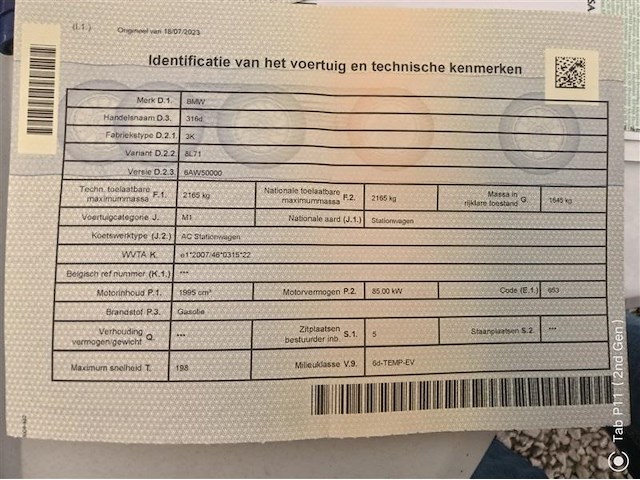 (I.1.) Origineel van 18/07/2023
Identificatie van het voertuig en technische kenmerken
Merk D.1. BMW
Handelsnaam D.3. 316d
Fabriekstype D.2.1. 3K
Variant D.2.2. 8L71
Versie D.2.3. 6AW50000
Techn. toelaatbare maximummassa F.1. 2165 kg Nationale toelaatbare maximummassa F.2. 2165 kg Massa in rijklare toestand G. 1645 kg
Voertuigcategorie J. M1 Nationale aard (J.1.) Stationwagen
Koetswerktype (J.2.) AC Stationwagen
WVTA K. e1*2007/46*0315*22
Belgisch ref nummer (K.1.) ***
Motorinhoud P.1. 1995 cm³ Motorvermogen P.2. 85,00 kW Code (E.1.) 953
Brandstof P.3. Gasolie
Verhouding vermogen/gewicht Q. *** Zitplaatsen bestuurder inb. S.1. 5 Staanplaatsen S.2. ***
Maximum snelheid T. 198 Milieuklasse V.9. 6d-TEMP-EV
Tab P11 ( 2nd Gen )